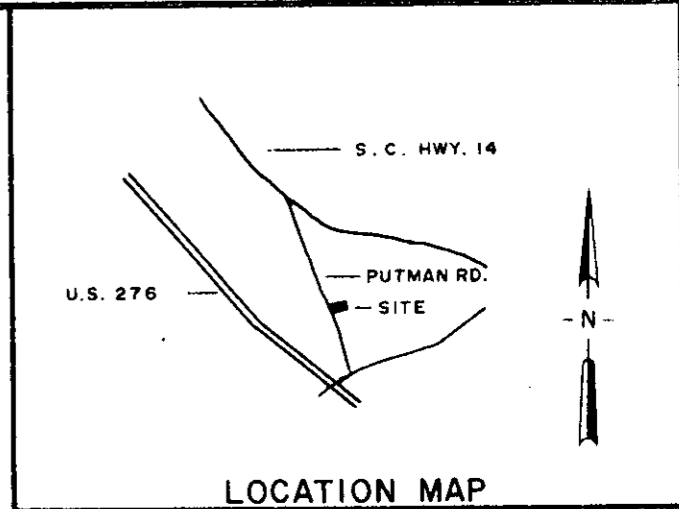 S. C. HWY. 14
PUTMAN RD.
U.S. 276
SITE
N
LOCATION MAP